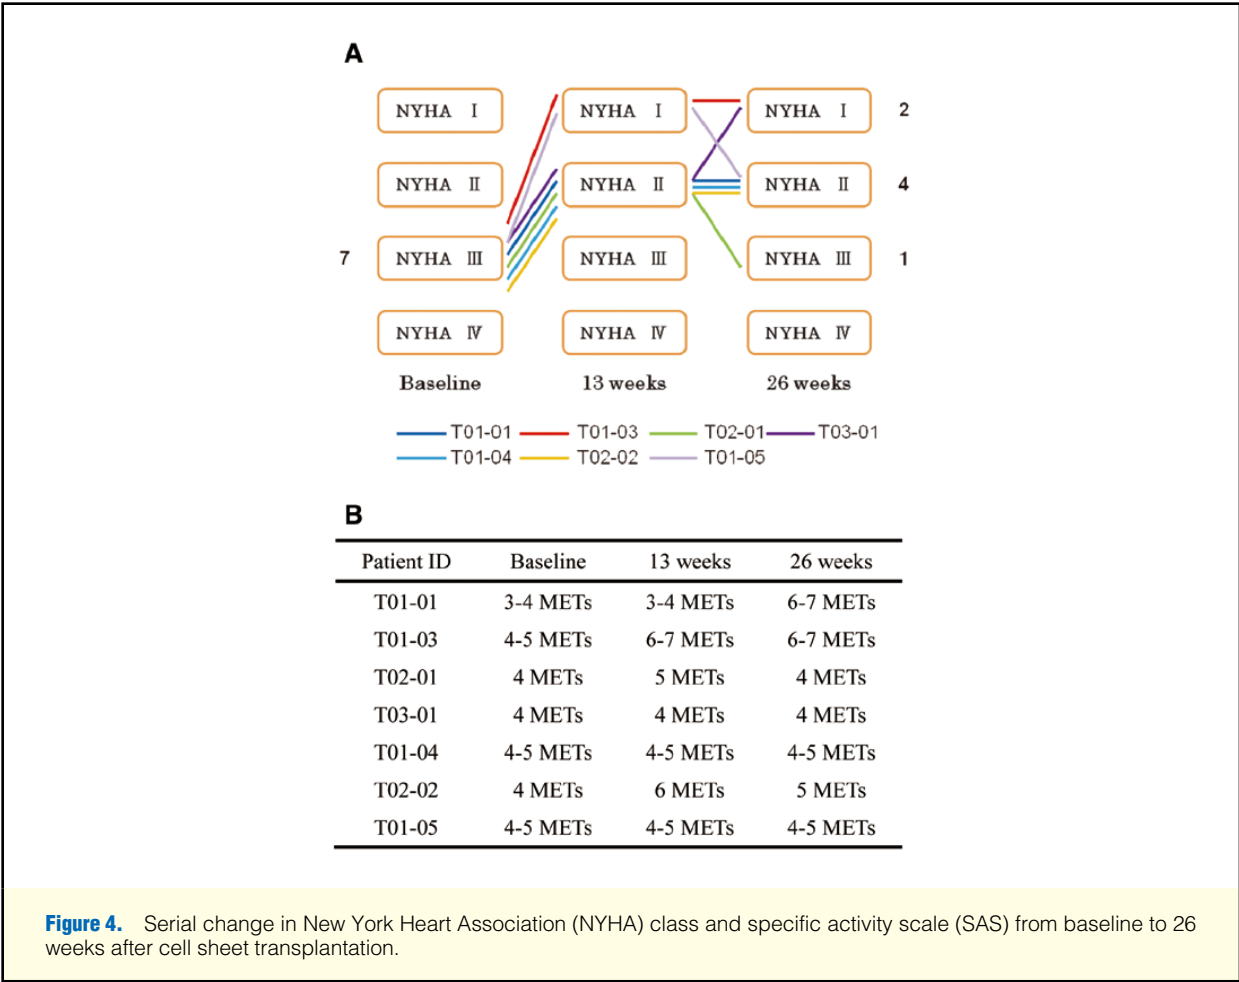 A
NYHA I NYHA I NYHA I 2
NYHA II NYHA II NYHA II 4
7 NYHA III NYHA III NYHA III 1
NYHA IV NYHA IV NYHA IV
Baseline 13 weeks 26 weeks
T01-01 T01-03 T02-01 T03-01
T01-04 T02-02 T01-05
B
Patient ID Baseline 13 weeks 26 weeks
T01-01 3-4 METs 3-4 METs 6-7 METs
T01-03 4-5 METs 6-7 METs 6-7 METs
T02-01 4 METs 5 METs 4 METs
T03-01 4 METs 4 METs 4 METs
T01-04 4-5 METs 4-5 METs 4-5 METs
T02-02 4 METs 6 METs 5 METs
T01-05 4-5 METs 4-5 METs 4-5 METs
Figure 4. Serial change in New York Heart Association (NYHA) class and specific activity scale (SAS) from baseline to 26
weeks after cell sheet transplantation.